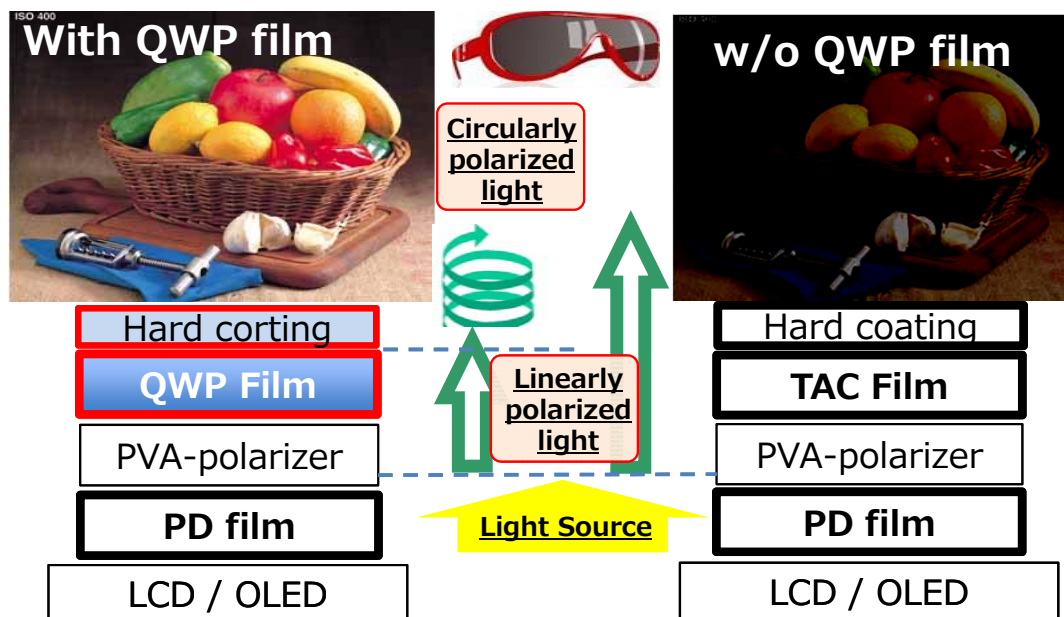 ISO 400
With QWP film
w/o QWP film
Circularly
polarized
light
Hard corting
QWP Film
PVA-polarizer
PD film
LCD / OLED
Linearly
polarized
light
Light Source
Hard coating
TAC Film
PVA-polarizer
PD film
LCD / OLED